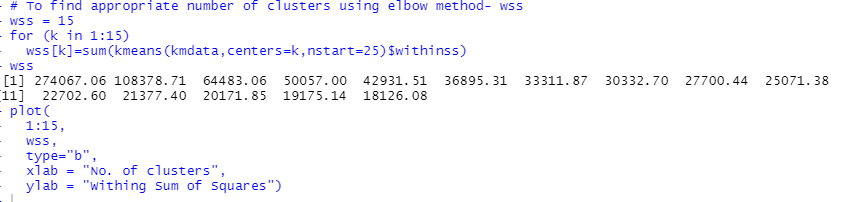 - # To find appropriate number of clusters using elbow method- wss
- wss = 15
- for (k in 1:15)
-   wss[k]=sum(kmeans(kmdata,centers=k,nstart=25)$withinss)
- wss
[1] 274067.06 108378.71  64483.06  50057.00  42931.51  36895.31  33311.87  30332.70  27700.44  25071.38
[11]  22702.60  21377.40  20171.85  19175.14  18126.08
- plot(
-   1:15,
-   wss,
-   type="b",
-   xlab = "No. of clusters",
-   ylab = "Withing Sum of Squares")